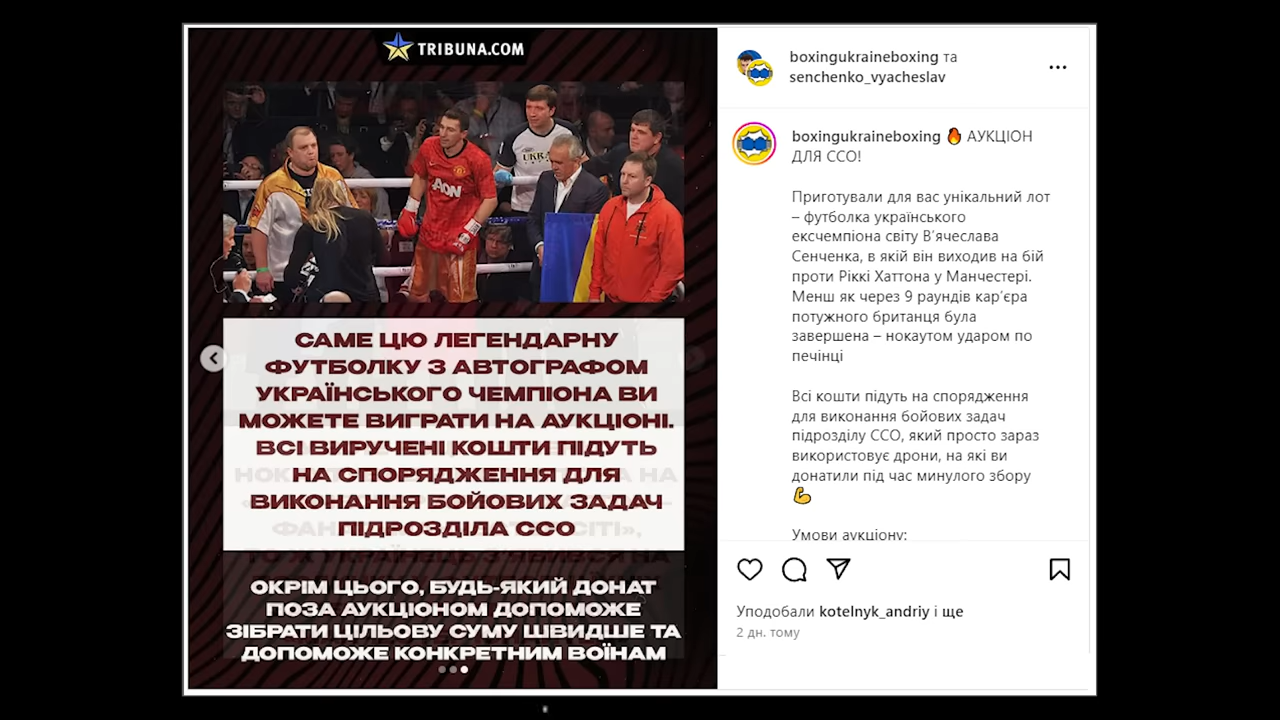 TRIBUNA.COM
UKRA
AON
САМЕ ЦЮ ЛЕГЕНДАРНУ
ФУТБОЛКУ З АВТОГРАФОМ
УКРАЇНСЬКОГО ЧЕМПІОНА ВИ
МОЖЕТЕ ВИГРАТИ НА АУКЦІОНІ.
ВСІ ВИРУЧЕНІ КОШТИ ПІДУТЬ
НА СПОРЯДЖЕННЯ ДЛЯ
ВИКОНАННЯ БОЙОВИХ ЗАДАЧ
ПІДРОЗДІЛА ССО
ОКРІМ ЦЬОГО, БУДЬ-ЯКИЙ ДОНАТ
ПОЗА АУКЦІОНОМ ДОПОМОЖЕ
ЗІБРАТИ ЦІЛЬОВУ СУМУ ШВИДШЕ ТА
ДОПОМОЖЕ КОНКРЕТНИМ ВОЇНАМ
boxingukraineboxing та
senchenko_vyacheslav
boxingukraineboxing 🔥 АУКЦІОН
ДЛЯ ССО!
Приготували для вас унікальний лот
– футболка українського
ексчемпіона світу В'ячеслава
Сенченка, в якій він виходив на бій
проти Ріккі Хаттона у Манчестері.
Менш як через 9 раундів кар'єра
потужного британця була
завершена – нокаутом ударом по
печінці
Всі кошти підуть на спорядження
для виконання бойових задач
підрозділу ССО, який просто зараз
використовує дрони, на які ви
донатили під час минулого збору
💪
Умови аукціону:
Уподобали kotelnyk_andriy і ще
2 дн. тому